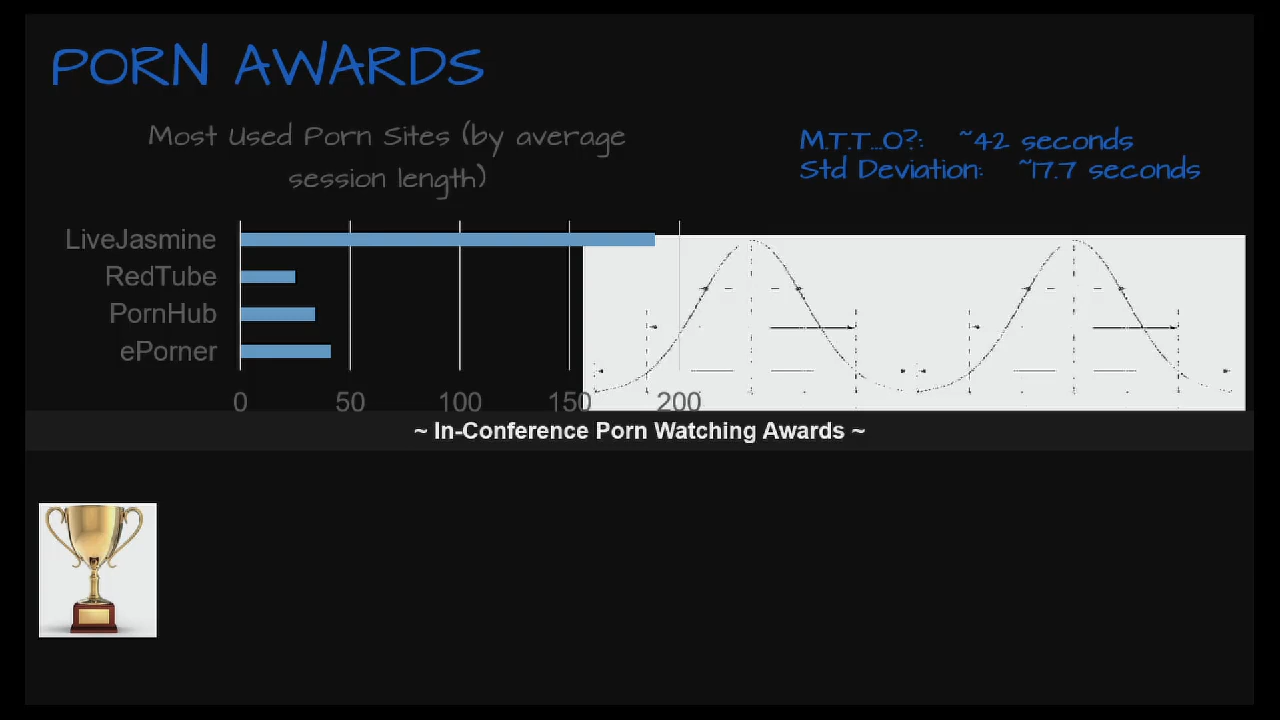 PORN AWARDS
Most Used Porn Sites (by average
session length)
M.T.T...O?: ~42 seconds
Std Deviation: ~17.7 seconds
LiveJasmine
RedTube
PornHub
ePorner
0 50 100 150 200
~ In-Conference Porn Watching Awards ~